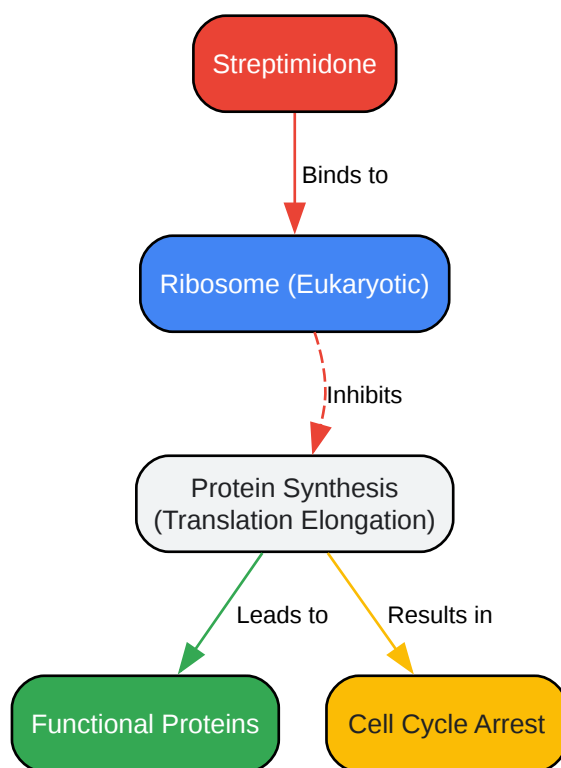 Streptimidone
Binds to
Ribosome (Eukaryotic)
Inhibits
Protein Synthesis
(Translation Elongation)
Leads to
Results in
Functional Proteins
Cell Cycle Arrest